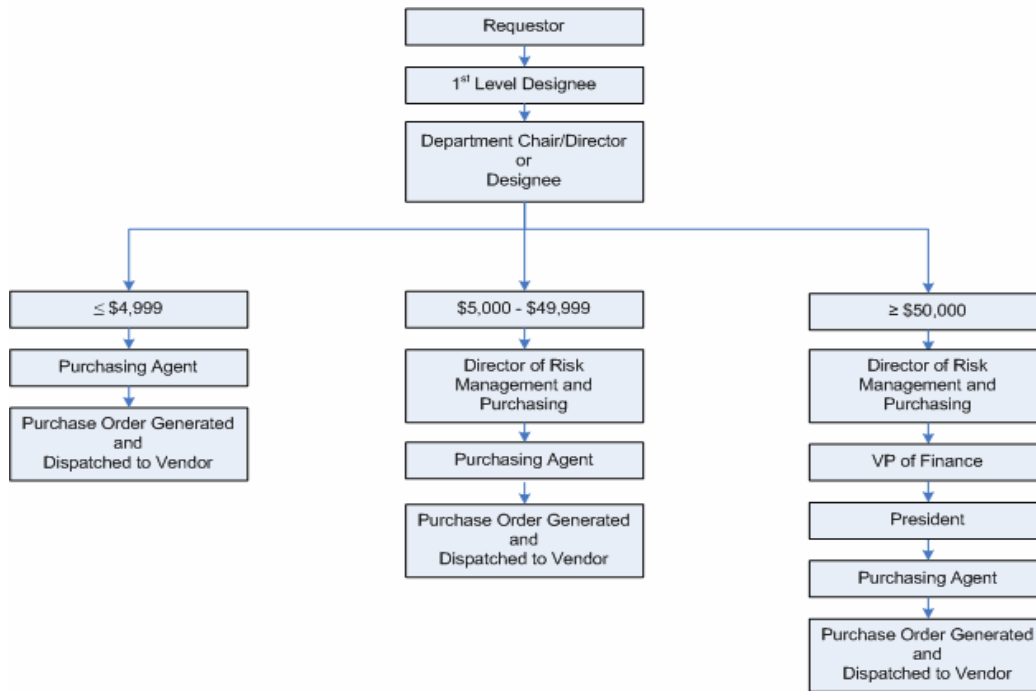 Requestor
1st Level Designee
Department Chair/Director
or
Designee
≤ $4,999
Purchasing Agent
Purchase Order Generated
and
Dispatched to Vendor
$5,000 - $49,999
Director of Risk
Management and
Purchasing
Purchasing Agent
Purchase Order Generated
and
Dispatched to Vendor
≥ $50,000
Director of Risk
Management and
Purchasing
VP of Finance
President
Purchasing Agent
Purchase Order Generated
and
Dispatched to Vendor